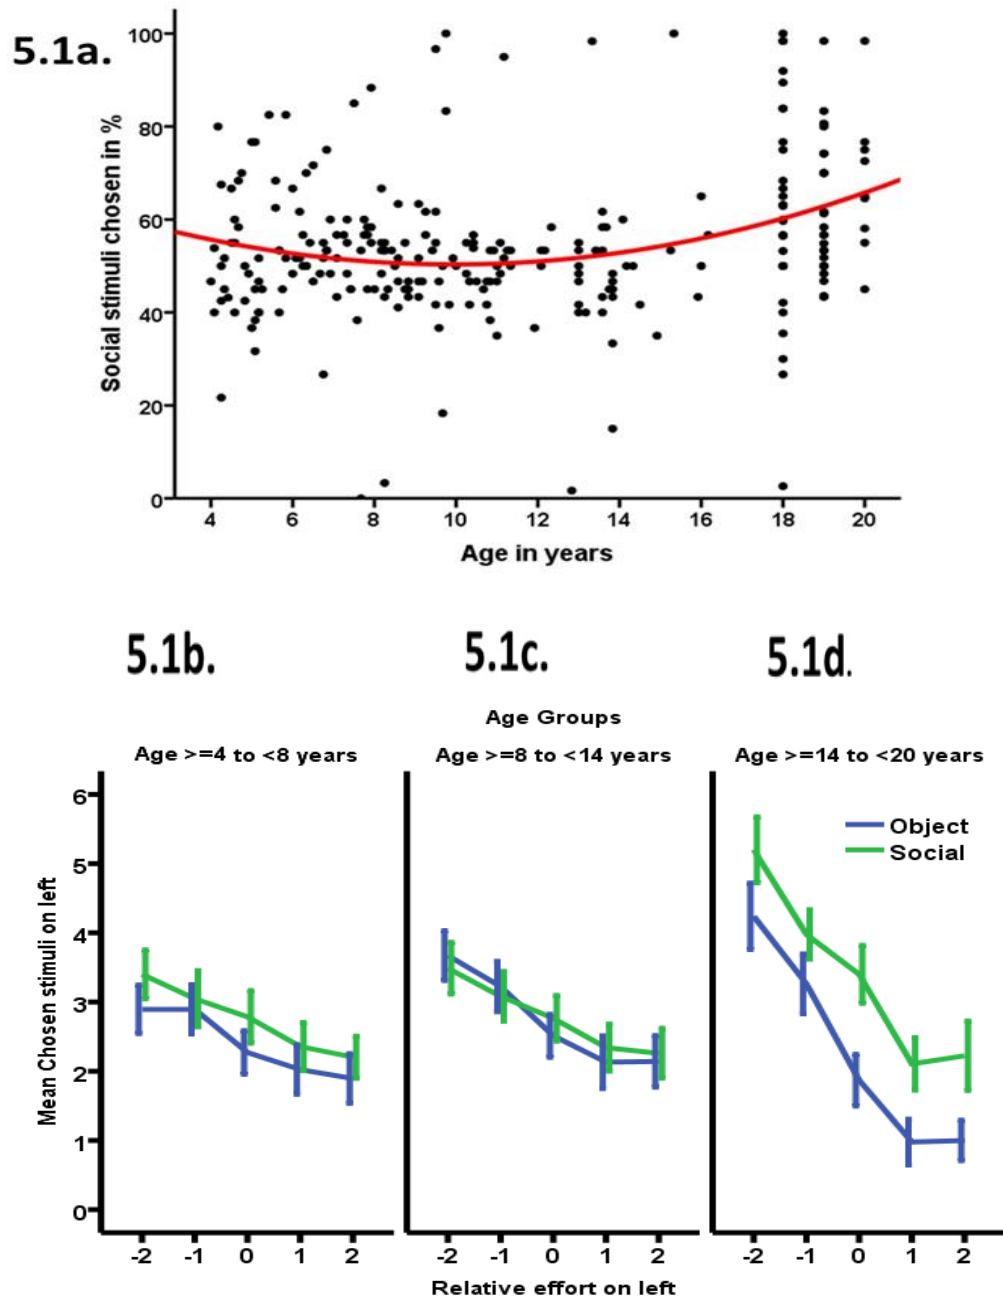 5.1a.
Social stimuli chosen in %
100
80
60
40
20
0
4 6 8 10 12 14 16 18 20
Age in years
5.1b. 5.1c. 5.1d.
Age Groups
Age >=4 to <8 years Age >=8 to <14 years Age >=14 to <20 years
Object
Social
Mean Chosen stimuli on left
6
5
4
3
2
1
0
-2 -1 0 1 2 -2 -1 0 1 2 -2 -1 0 1 2
Relative effort on left